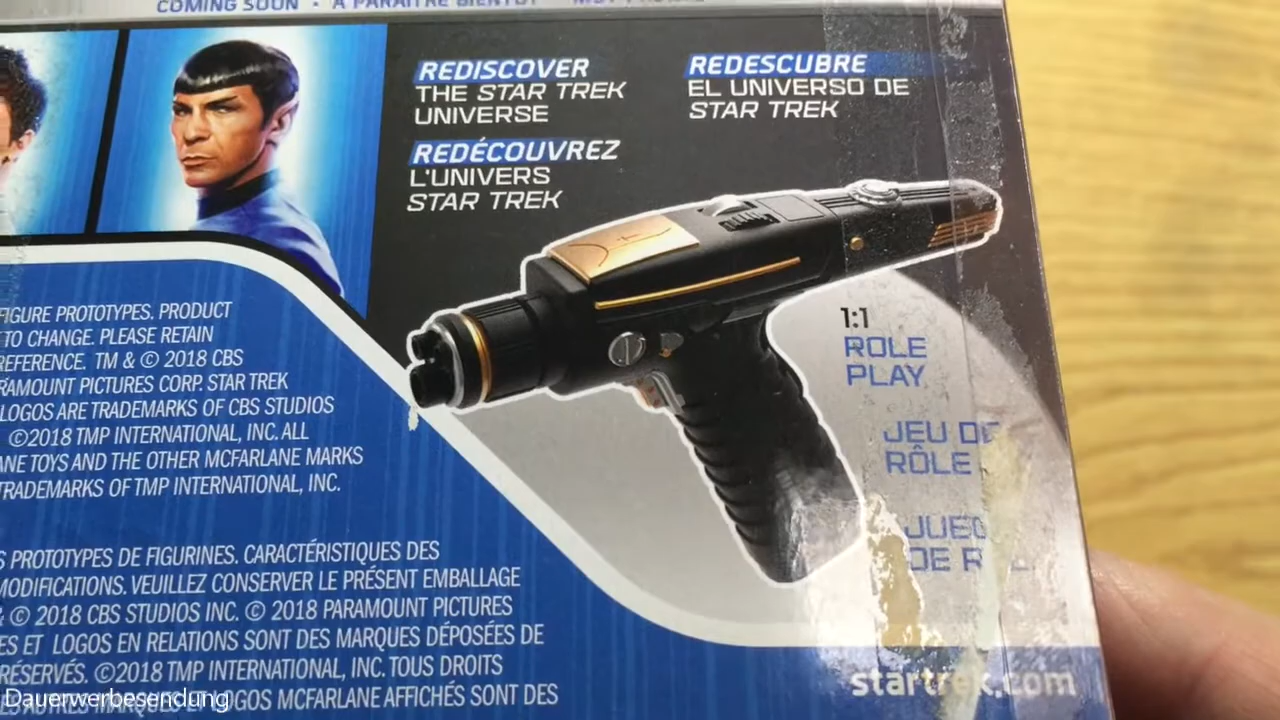 COMING SOON • À PARAÎTRE BIENTÔT
REDISCOVER
THE STAR TREK
UNIVERSE
REDESCUBRE
EL UNIVERSO DE
STAR TREK
REDÉCOUVREZ
L'UNIVERS
STAR TREK
1:1
ROLE
PLAY
JEU DE
RÔLE
JUEG
DE R
FIGURE PROTOTYPES. PRODUCT
TO CHANGE. PLEASE RETAIN
REFERENCE. TM & © 2018 CBS
RAMOUNT PICTURES CORP. STAR TREK
LOGOS ARE TRADEMARKS OF CBS STUDIOS
©2018 TMP INTERNATIONAL, INC. ALL
ANE TOYS AND THE OTHER MCFARLANE MARKS
TRADEMARKS OF TMP INTERNATIONAL, INC.
S PROTOTYPES DE FIGURINES. CARACTÉRISTIQUES DES
MODIFICATIONS. VEUILLEZ CONSERVER LE PRÉSENT EMBALLAGE
& © 2018 CBS STUDIOS INC. © 2018 PARAMOUNT PICTURES
ES ET LOGOS EN RELATIONS SONT DES MARQUES DÉPOSÉES DE
RÉSERVÉS. ©2018 TMP INTERNATIONAL, INC. TOUS DROITS
LOGOS MCFARLANE AFFICHÉS SONT DES
startrek.com
Dauerwerbesendung